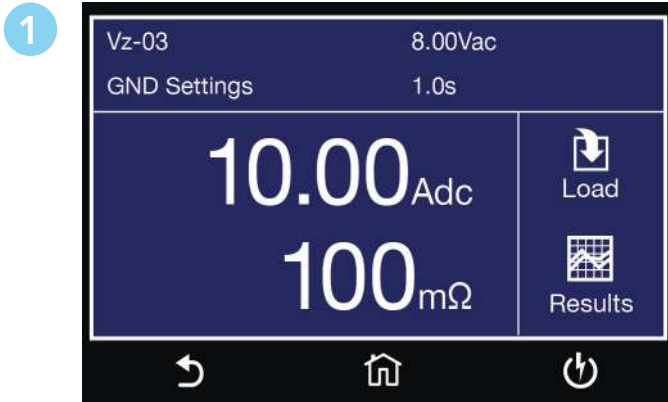 1
Vz-03 8.00Vac
GND Settings 1.0s
10.00Adc
Load
100mΩ
Results